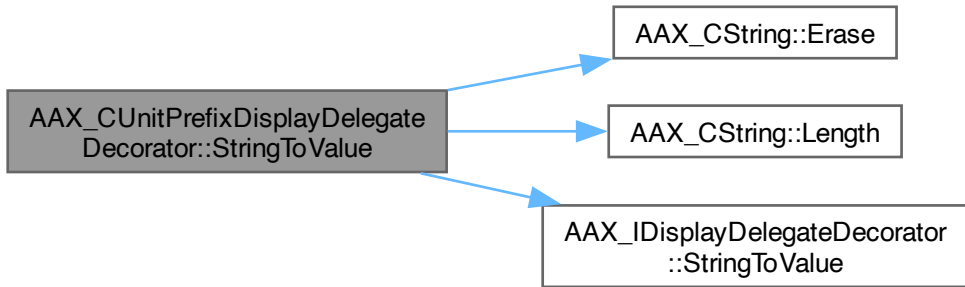 AAX_CUnitPrefixDisplayDelegate
Decorator::StringToValue
AAX_CString::Erase
AAX_CString::Length
AAX_IDisplayDelegateDecorator
::StringToValue